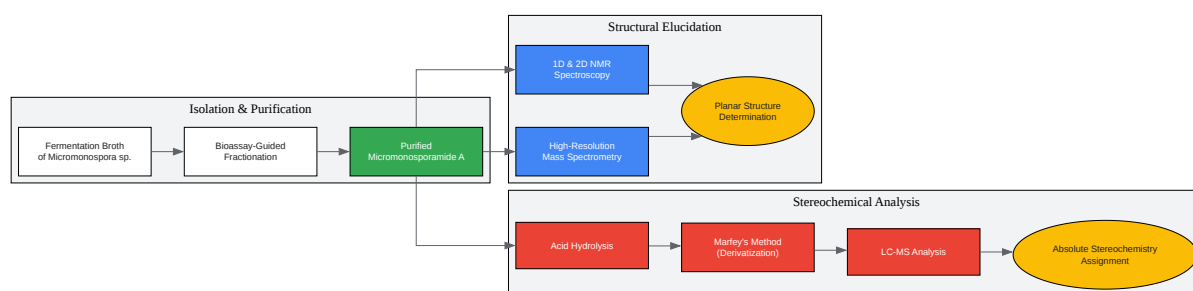 Structural Elucidation
1D & 2D NMR
Spectroscopy
Planar Structure
Determination
High-Resolution
Mass Spectrometry
Isolation & Purification
Fermentation Broth
of Micromonospora sp.
Bioassay-Guided
Fractionation
Purified
Micromonosporamide A
Stereochemical Analysis
Acid Hydrolysis
Marfey's Method
(Derivatization)
LC-MS Analysis
Absolute Stereochemistry
Assignment